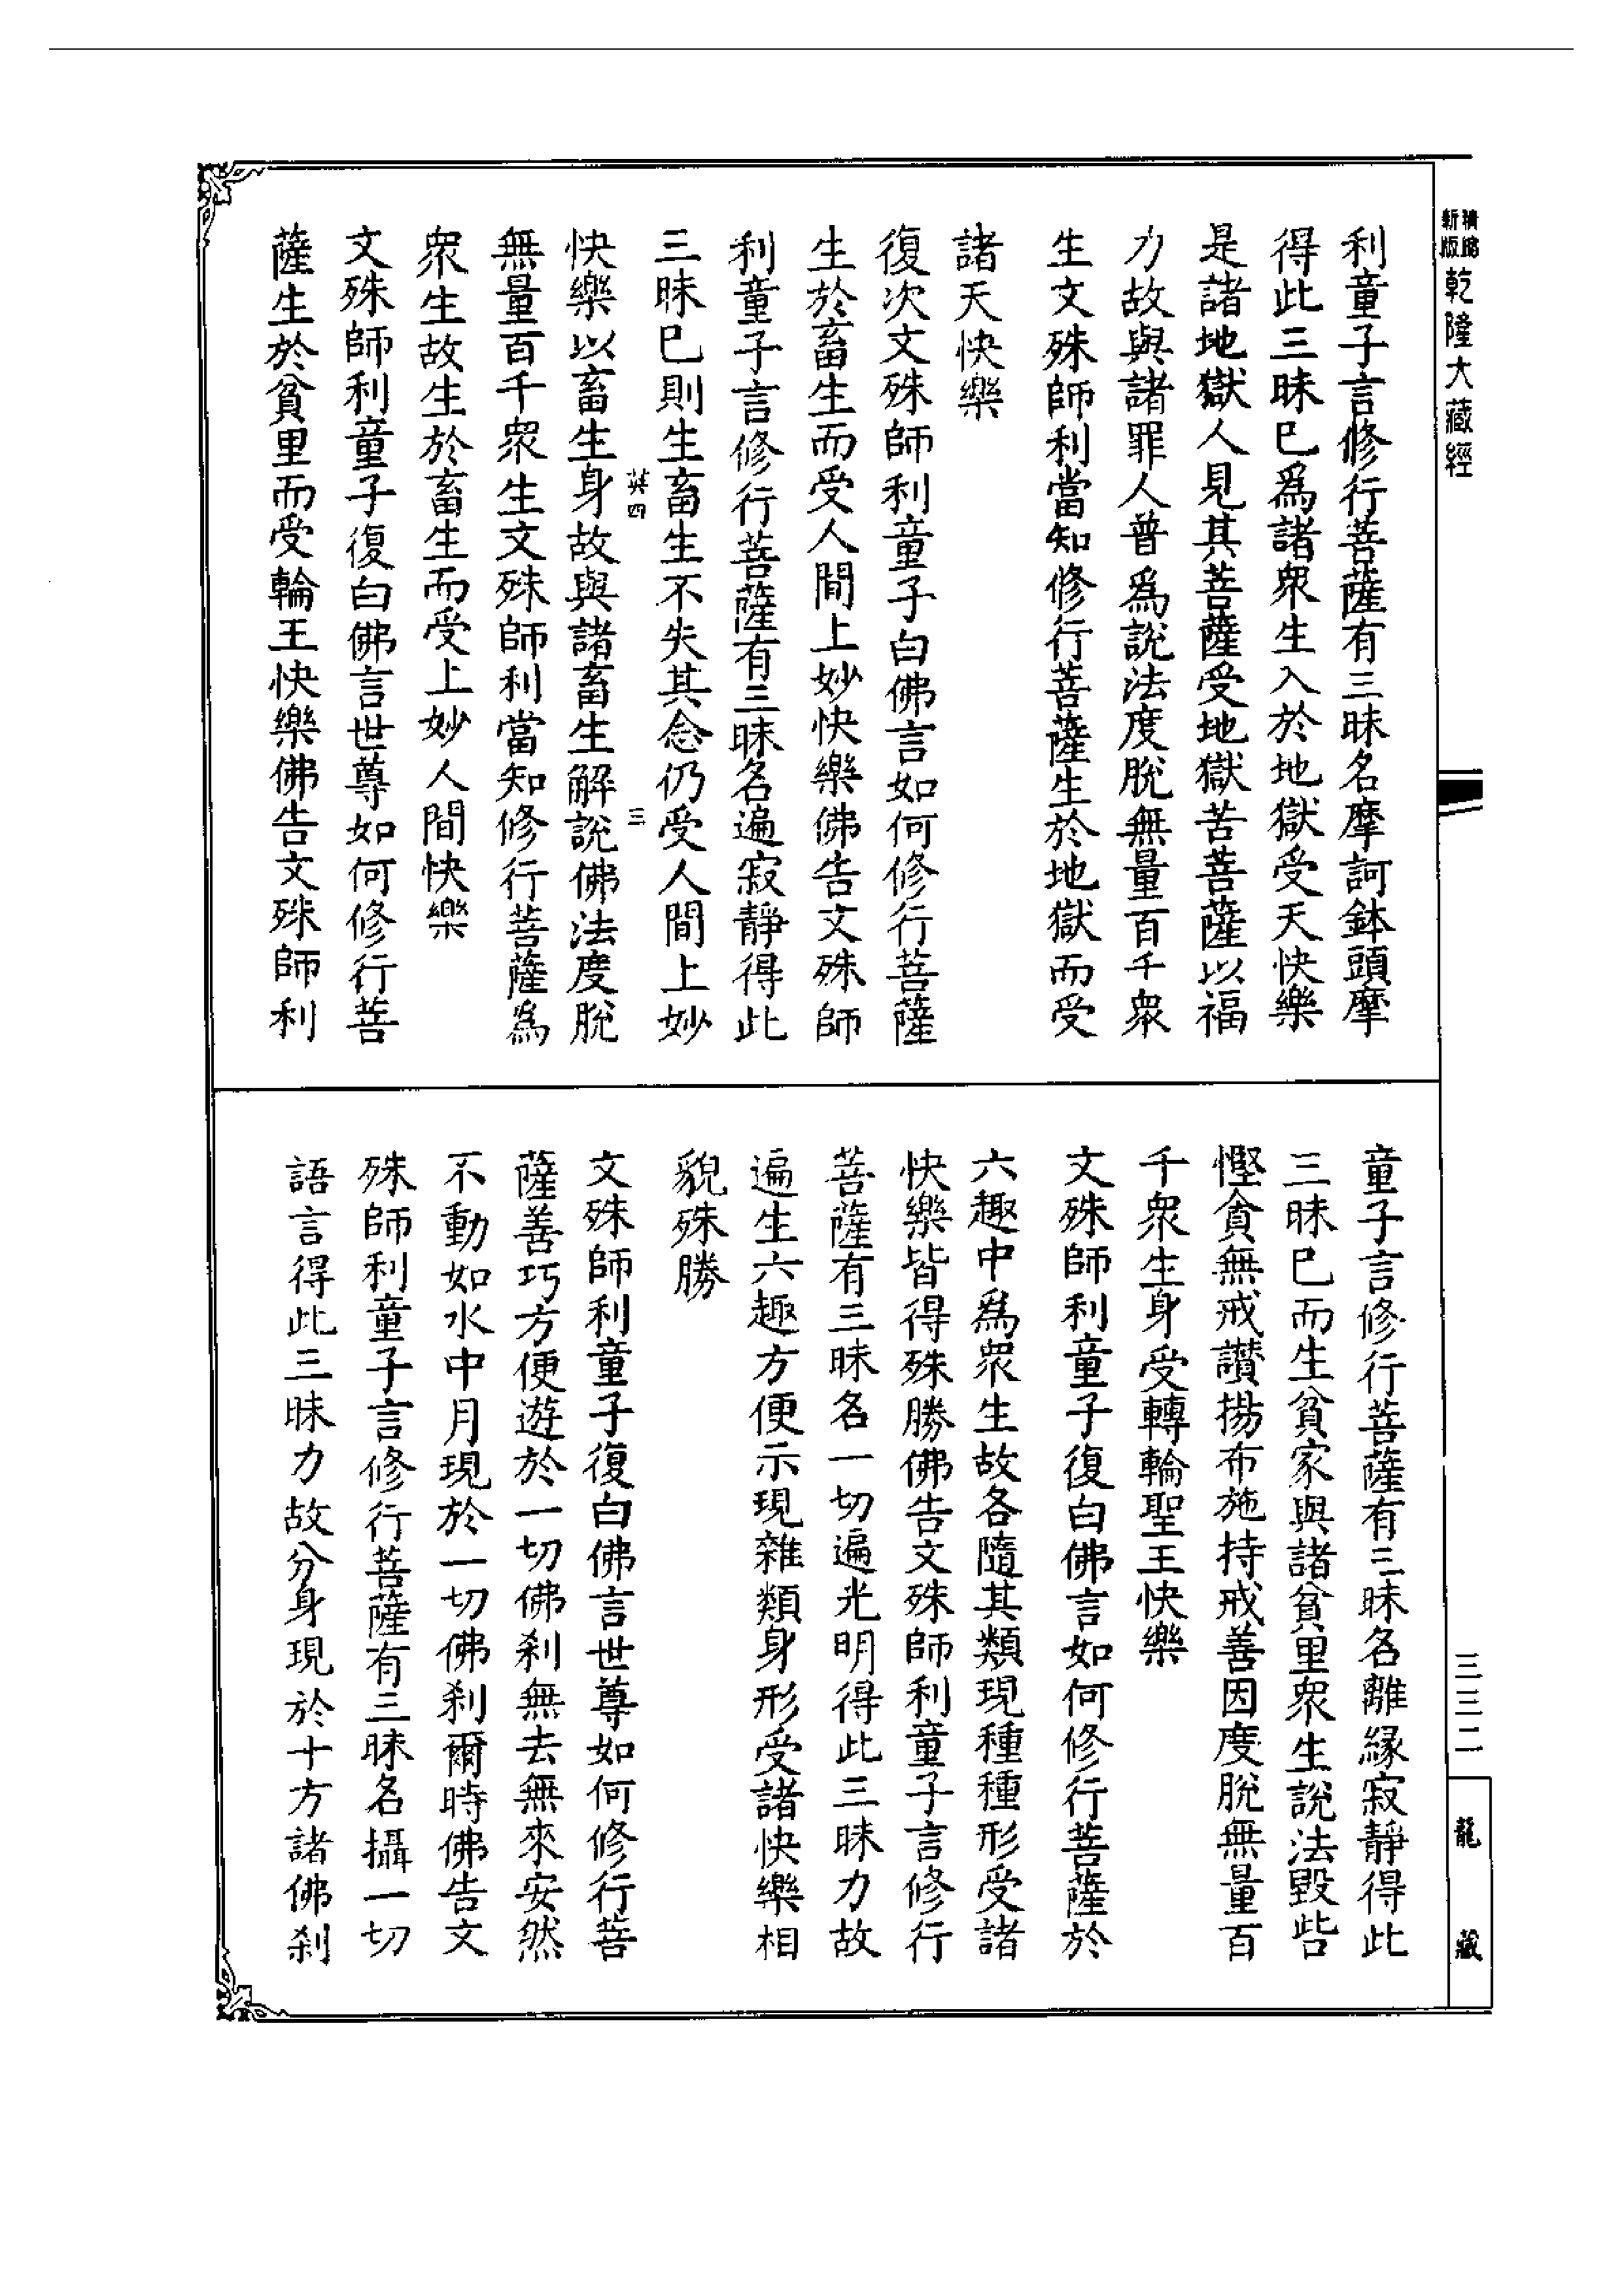 精縮
新版
乾隆大藏經
利童子言修行菩薩有三昧名摩訶鉢頭摩
得此三昧已爲諸衆生入於地獄受天快樂
是諸地獄人見其菩薩受地獄苦菩薩以福
力故與諸罪人普爲說法度脫無量百千衆
生文殊師利當知修行菩薩生於地獄而受
諸天快樂
復次文殊師利童子白佛言如何修行菩薩
生於畜生而受人間上妙快樂佛告文殊師
利童子言修行菩薩有三昧名遍寂靜得此
三昧已則生畜生不失其念仍受人間上妙
四 三
快樂以畜生身故與諸畜生解說佛法度脫
無量百千衆生文殊師利當知修行菩薩爲
衆生故生於畜生而受上妙人間快樂
文殊師利童子復白佛言世尊如何修行菩
薩生於貧里而受輪王快樂佛告文殊師利
童子言修行菩薩有三昧名離緣寂靜得此
三昧已而生貧家與諸貧里衆生說法毀呰
慳貪無戒讃揚布施持戒善因度脫無量百
千衆生身受轉輪聖王快樂
文殊師利童子復白佛言如何修行菩薩於
六趣中爲衆生故各隨其類現種種形受諸
快樂皆得殊勝佛告文殊師利童子言修行
菩薩有三昧名一切遍光明得此三昧力故
遍生六趣方便示現雜類身形受諸快樂相
貌殊勝
文殊師利童子復白佛言世尊如何修行菩
薩善巧方便遊於一切佛刹無去無來安然
不動如水中月現於一切佛刹爾時佛告文
殊師利童子言修行菩薩有三昧名攝一切
語言得此三昧力故分身現於十方諸佛刹
三三二
龍藏